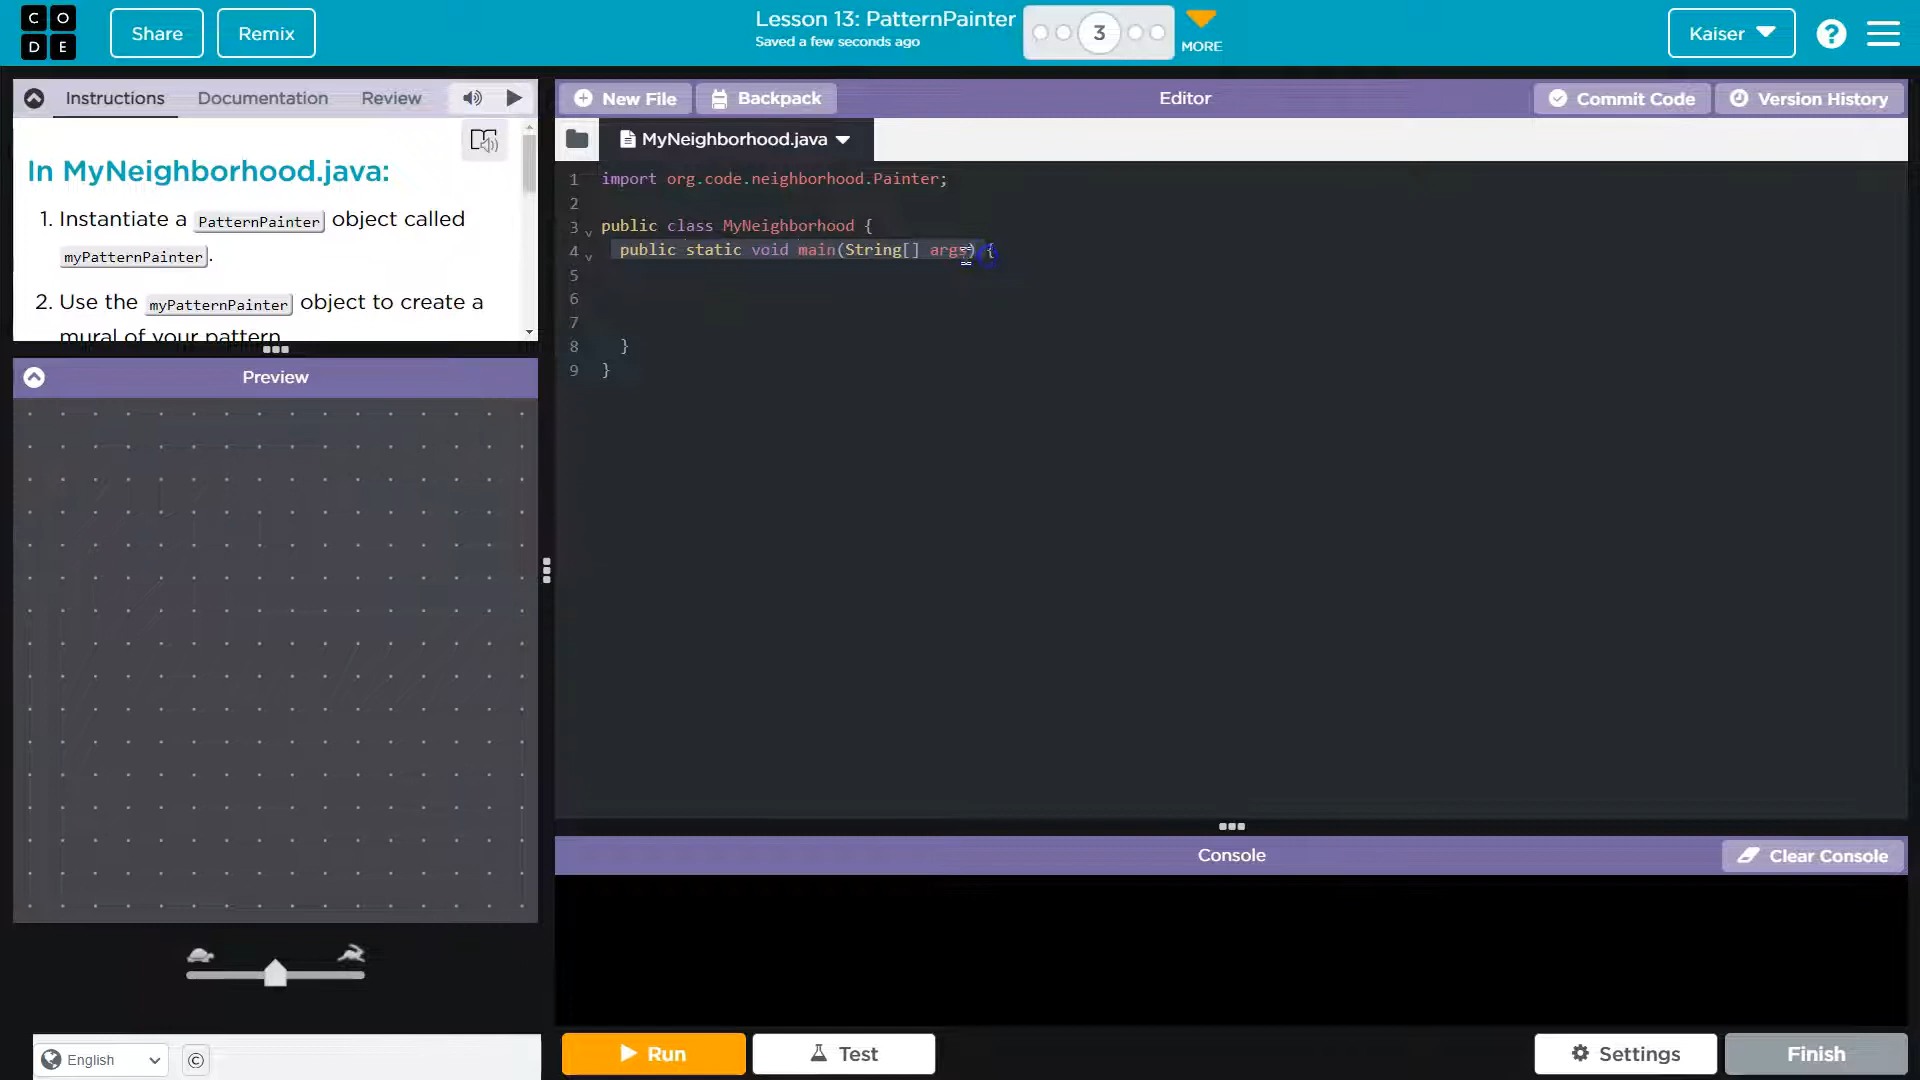 CODE
Share
Remix
Lesson 13: PatternPainter
Saved a few seconds ago
3
MORE
Kaiser
?
Instructions
Documentation
Review
In MyNeighborhood.java:
1. Instantiate a PatternPainter object called
myPatternPainter.
2. Use the myPatternPainter object to create a
mural of your pattern
Preview
English
©
New File
Backpack
Editor
Commit Code
Version History
MyNeighborhood.java
1 import org.code.neighborhood.Painter;
2
3 public class MyNeighborhood {
4 public static void main(String[] args) {
5
6
7
8 }
9 }
Console
Clear Console
Run
Test
Settings
Finish